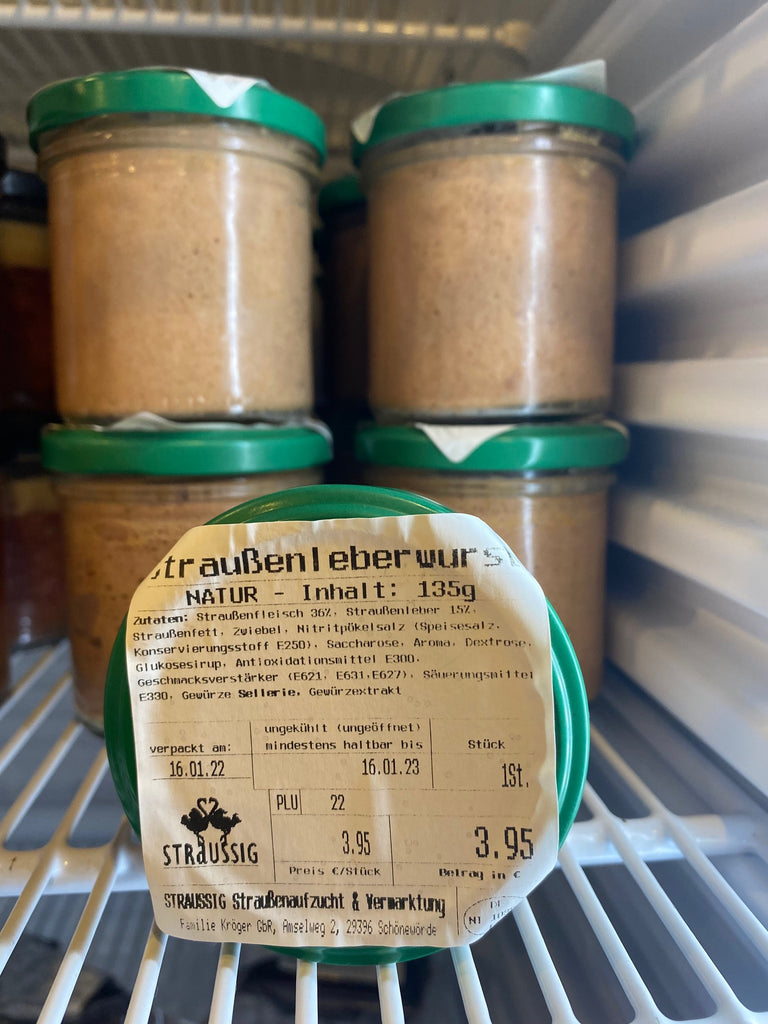 Straußenleberwurst
NATUR - Inhalt: 135g
Zutaten: Straußenfleisch 36%, Straußenleber 15%,
Straußenfett, Zwiebel, Nitritpökelsalz (Speisesalz,
Konservierungsstoff E250), Saccharose, Aroma, Dextrose,
Glukosesirup, Antioxidationsmittel E300,
Geschmacksverstärker (E621, E631,E627), Säuerungsmittel
E330, Gewürze Sellerie, Gewürzextrakt
ungekühlt (ungeöffnet)
verpackt am: mindestens haltbar bis Stück
16.01.22 16.01.23 1St.
PLU 22
STRAUSSIG 3.95 3.95
Preis €/Stück Betrag in €
STRAUSSIG Straußenaufzucht & Vermarktung
Familie Kröger GbR, Amselweg 2, 29396 Schönewörde
NI